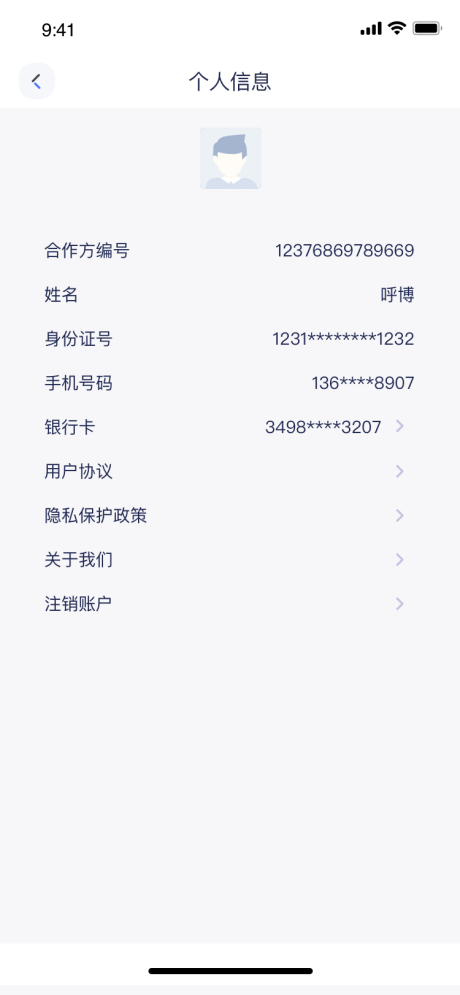 9:41
个人信息
合作方编号 12376869789669
姓名 呼博
身份证号 1231********1232
手机号码 136****8907
银行卡 3498****3207
用户协议
隐私保护政策
关于我们
注销账户